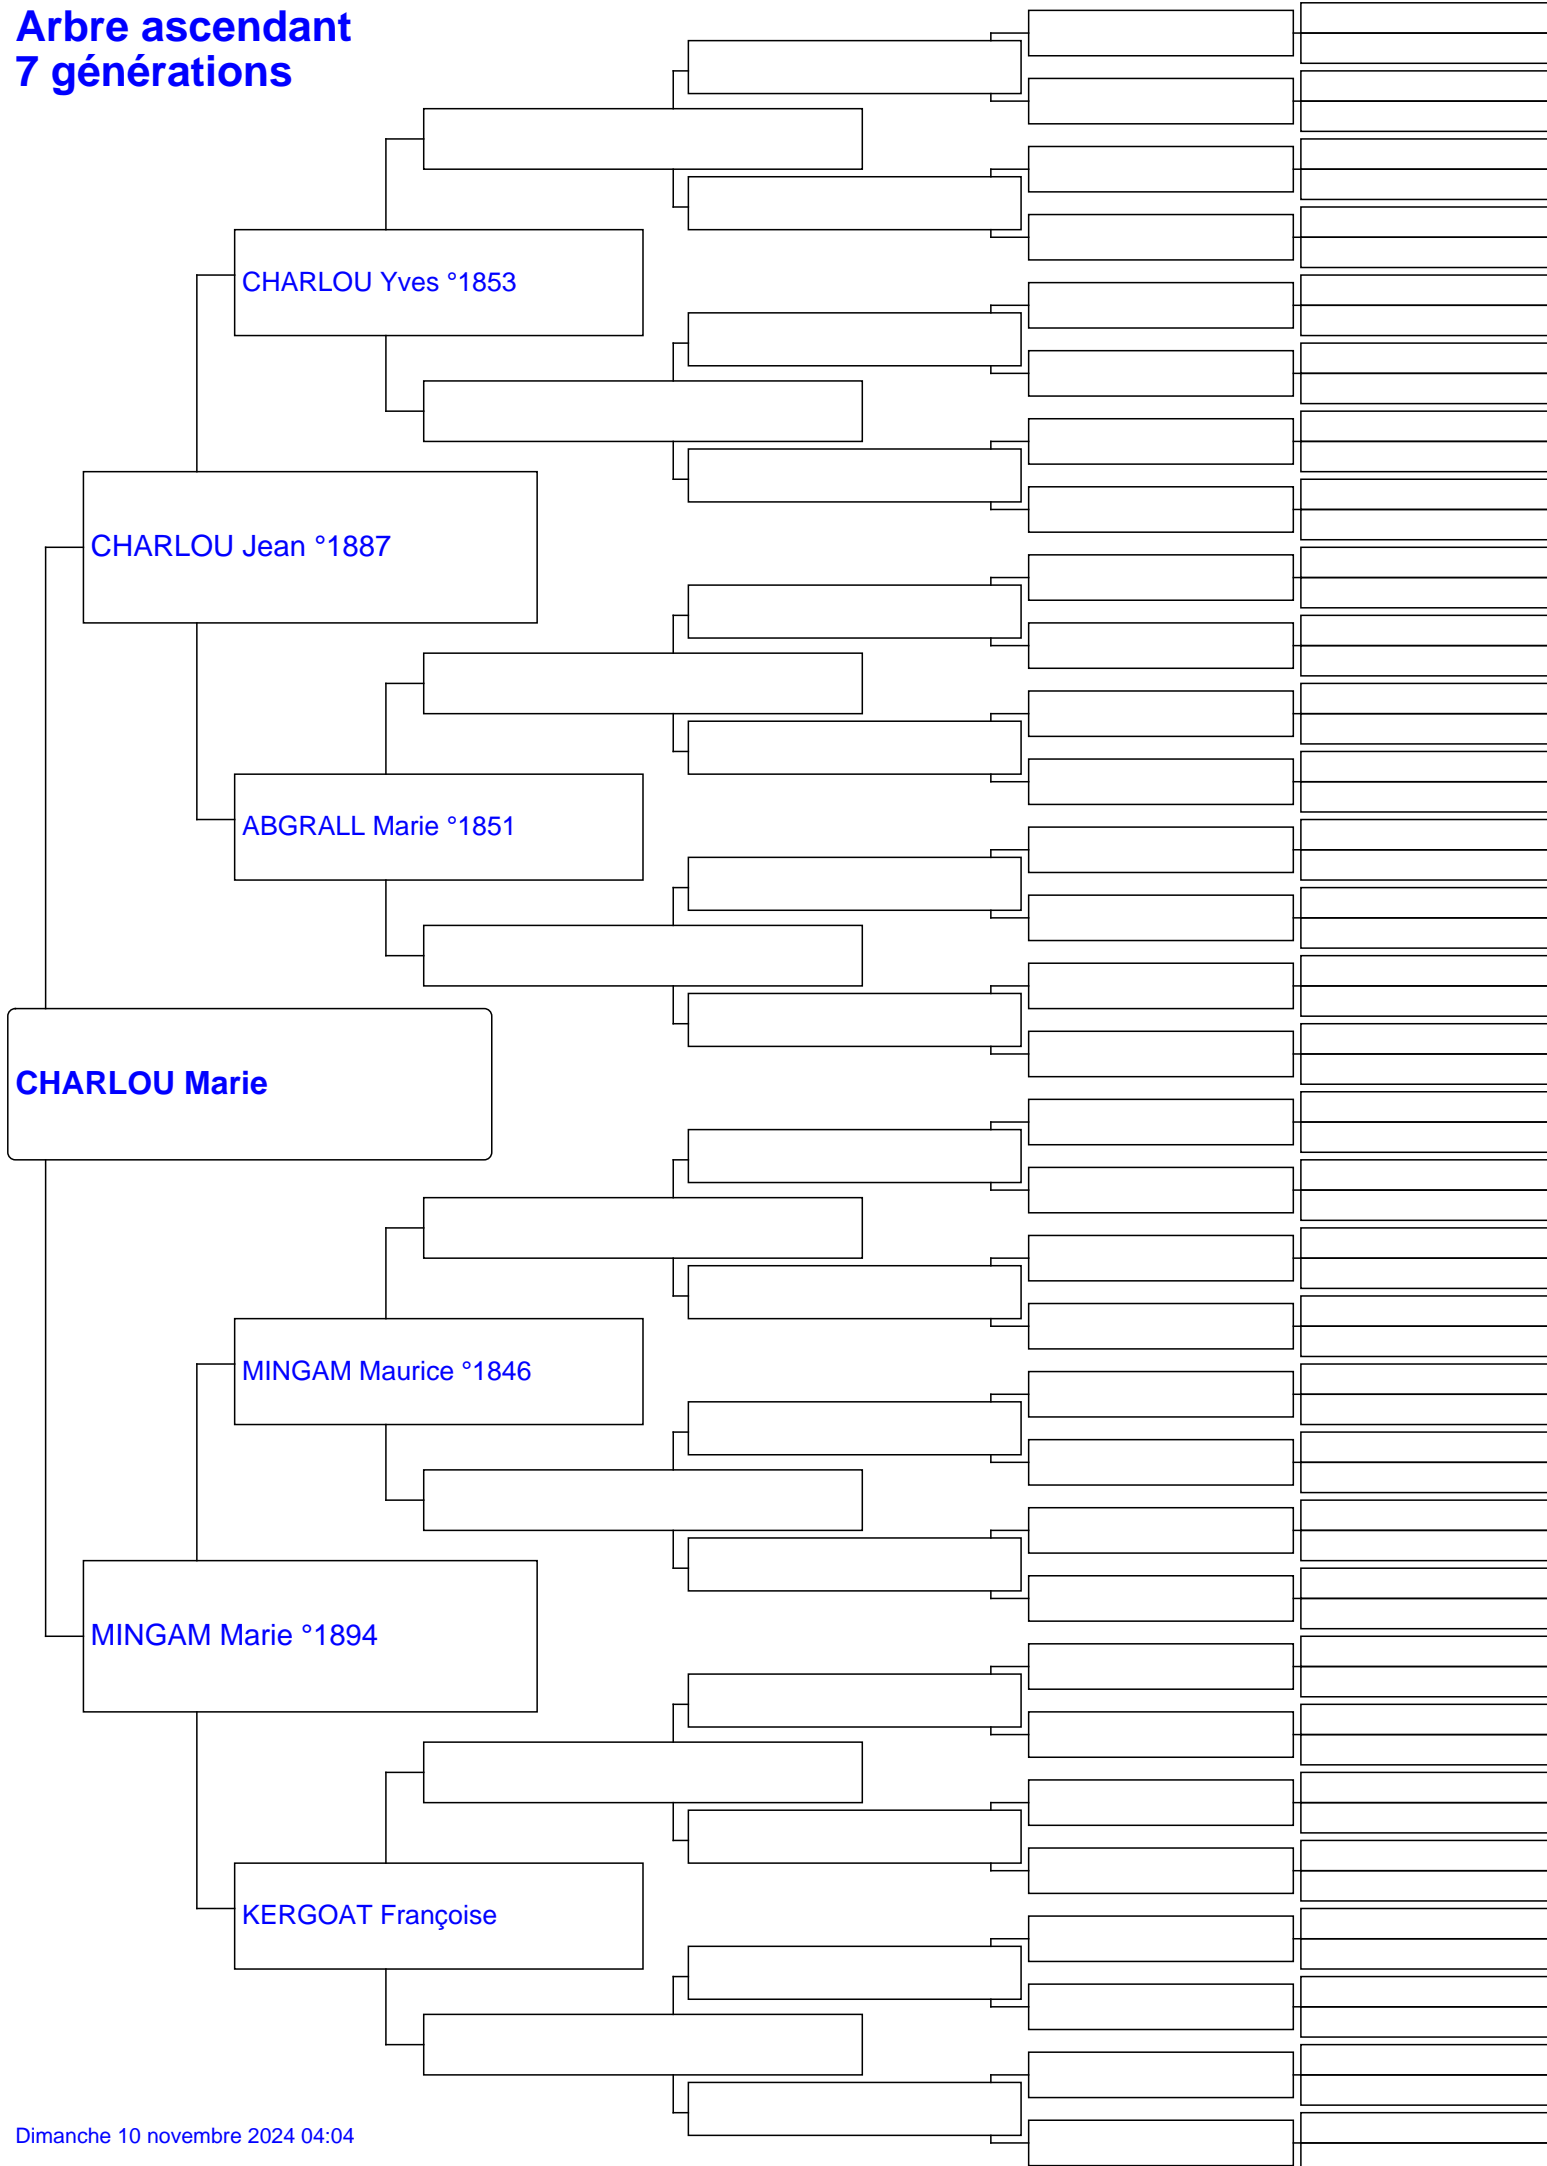 Arbre ascendant
7 générations
CHARLOU Yves °1853
CHARLOU Jean °1887
ABGRALL Marie °1851
CHARLOU Marie
MINGAM Maurice °1846
MINGAM Marie °1894
KERGOAT Françoise
Dimanche 10 novembre 2024 04:04